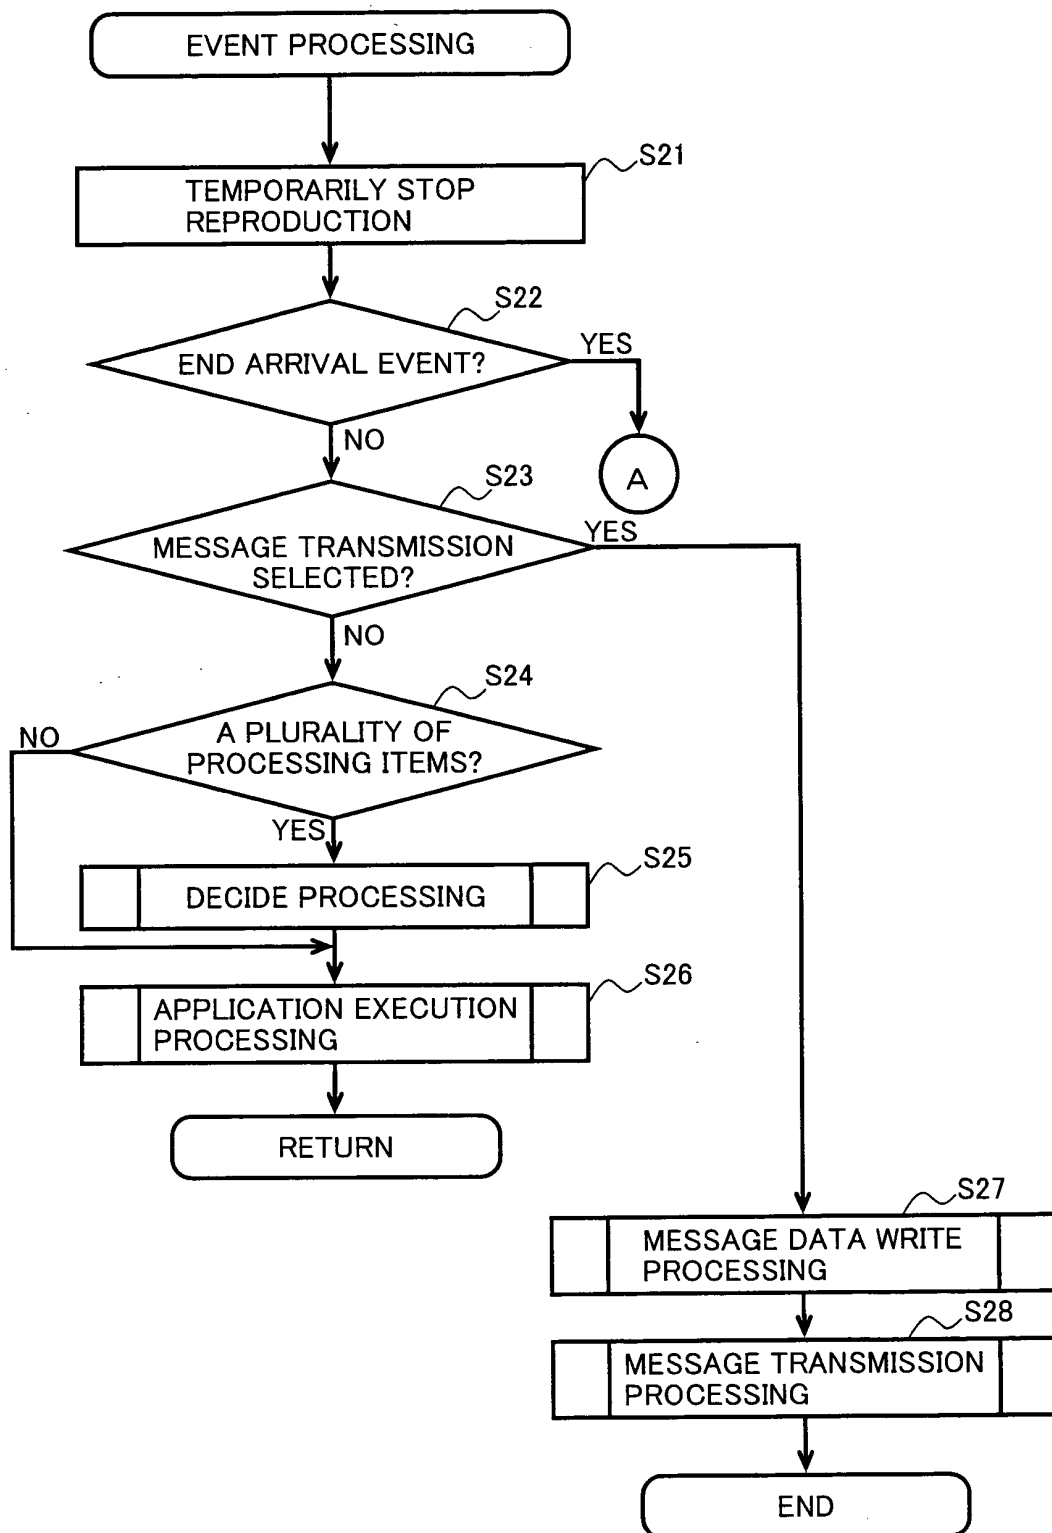 EVENT PROCESSING
S21
TEMPORARILY STOP
REPRODUCTION
S22
END ARRIVAL EVENT?
YES
NO
A
S23
MESSAGE TRANSMISSION
SELECTED?
YES
NO
S24
A PLURALITY OF
PROCESSING ITEMS?
NO
YES
S25
DECIDE PROCESSING
S26
APPLICATION EXECUTION
PROCESSING
RETURN
S27
MESSAGE DATA WRITE
PROCESSING
S28
MESSAGE TRANSMISSION
PROCESSING
END